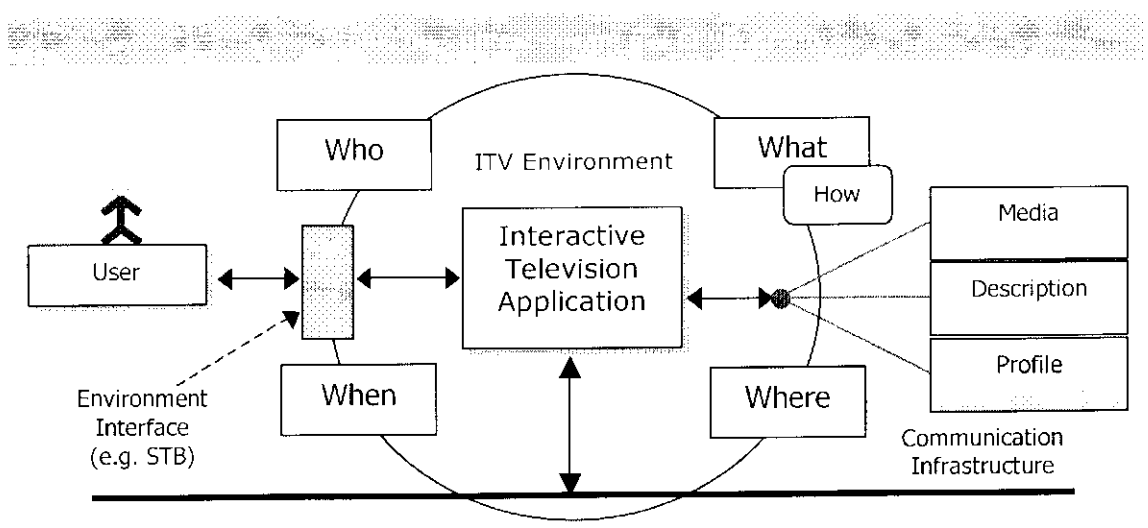 Who
ITV Environment
What
How
User
Interactive
Television
Application
Media
Description
Profile
Environment
Interface
(e.g. STB)
When
Where
Communication
Infrastructure